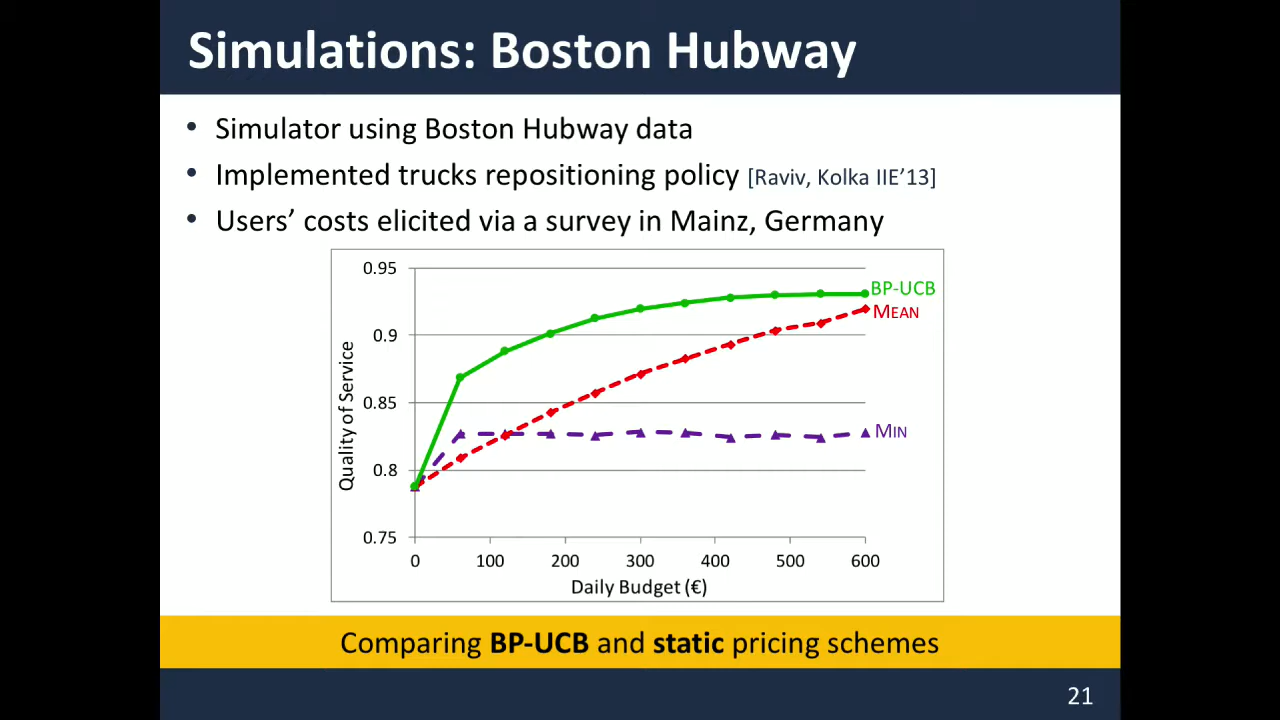 Simulations: Boston Hubway
• Simulator using Boston Hubway data
• Implemented trucks repositioning policy [Raviv, Kolka IIE’13]
• Users’ costs elicited via a survey in Mainz, Germany
0.95
0.9
0.85
0.8
0.75
Quality of Service
BP-UCB
MEAN
MIN
0 100 200 300 400 500 600
Daily Budget (€)
Comparing BP-UCB and static pricing schemes
21